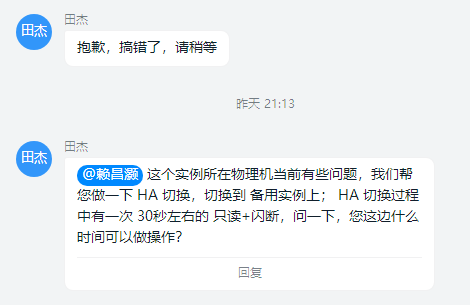 田杰
田杰
抱歉，搞错了，请稍等
昨天 21:13
田杰
田杰
@赖昌灏 这个实例所在物理机当前有些问题，我们帮
您做一下 HA 切换，切换到 备用实例上； HA 切换过程
中有一次 30秒左右的 只读+闪断，问一下，您这边什么
时间可以做操作？
回复